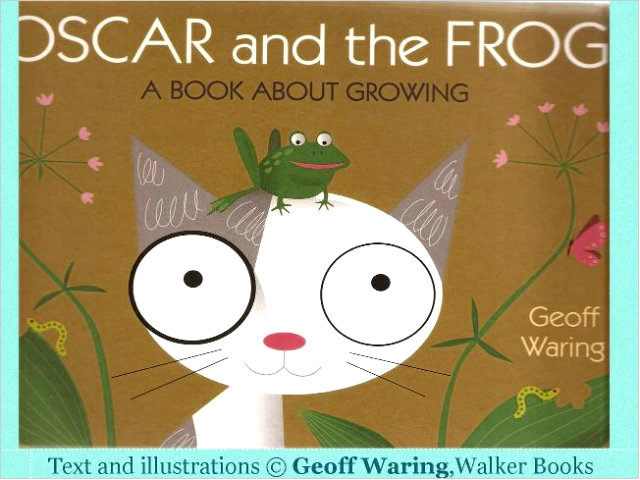 OSCAR and the FROG
A BOOK ABOUT GROWING
Geoff
Waring
Text and illustrations © Geoff Waring,Walker Books